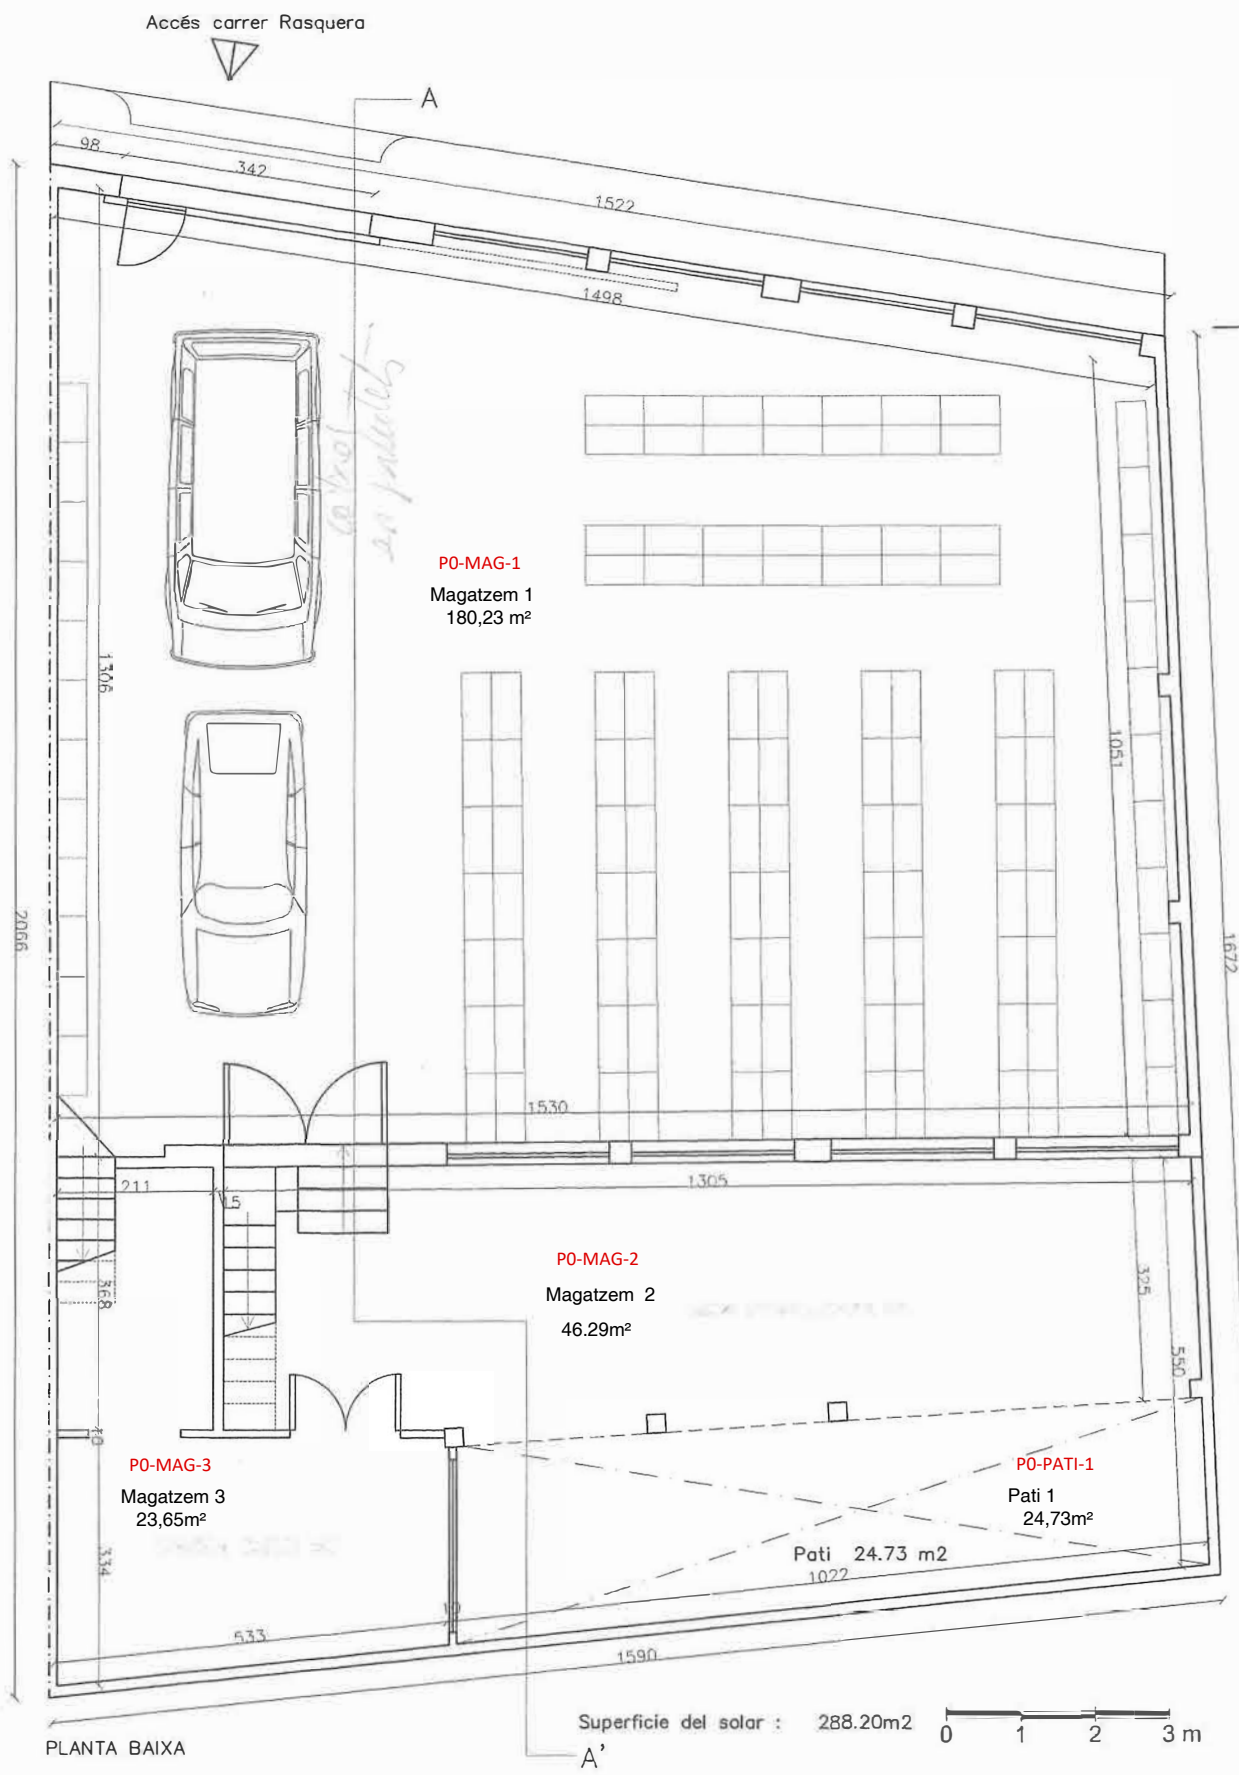 Accés carrer Rasquera
A
98
342
1522
1498
P0-MAG-1
Magatzem 1
180,23 m²
1306
1051
2066
1672
1530
211
15
1305
P0-MAG-2
Magatzem 2
46.29m²
325
368
550
10
P0-MAG-3
Magatzem 3
23,65m²
P0-PATI-1
Pati 1
24,73m²
334
Pati 24.73 m2
1022
10
533
1590
Superficie del solar : 288.20m2
0 1 2 3 m
PLANTA BAIXA
A'